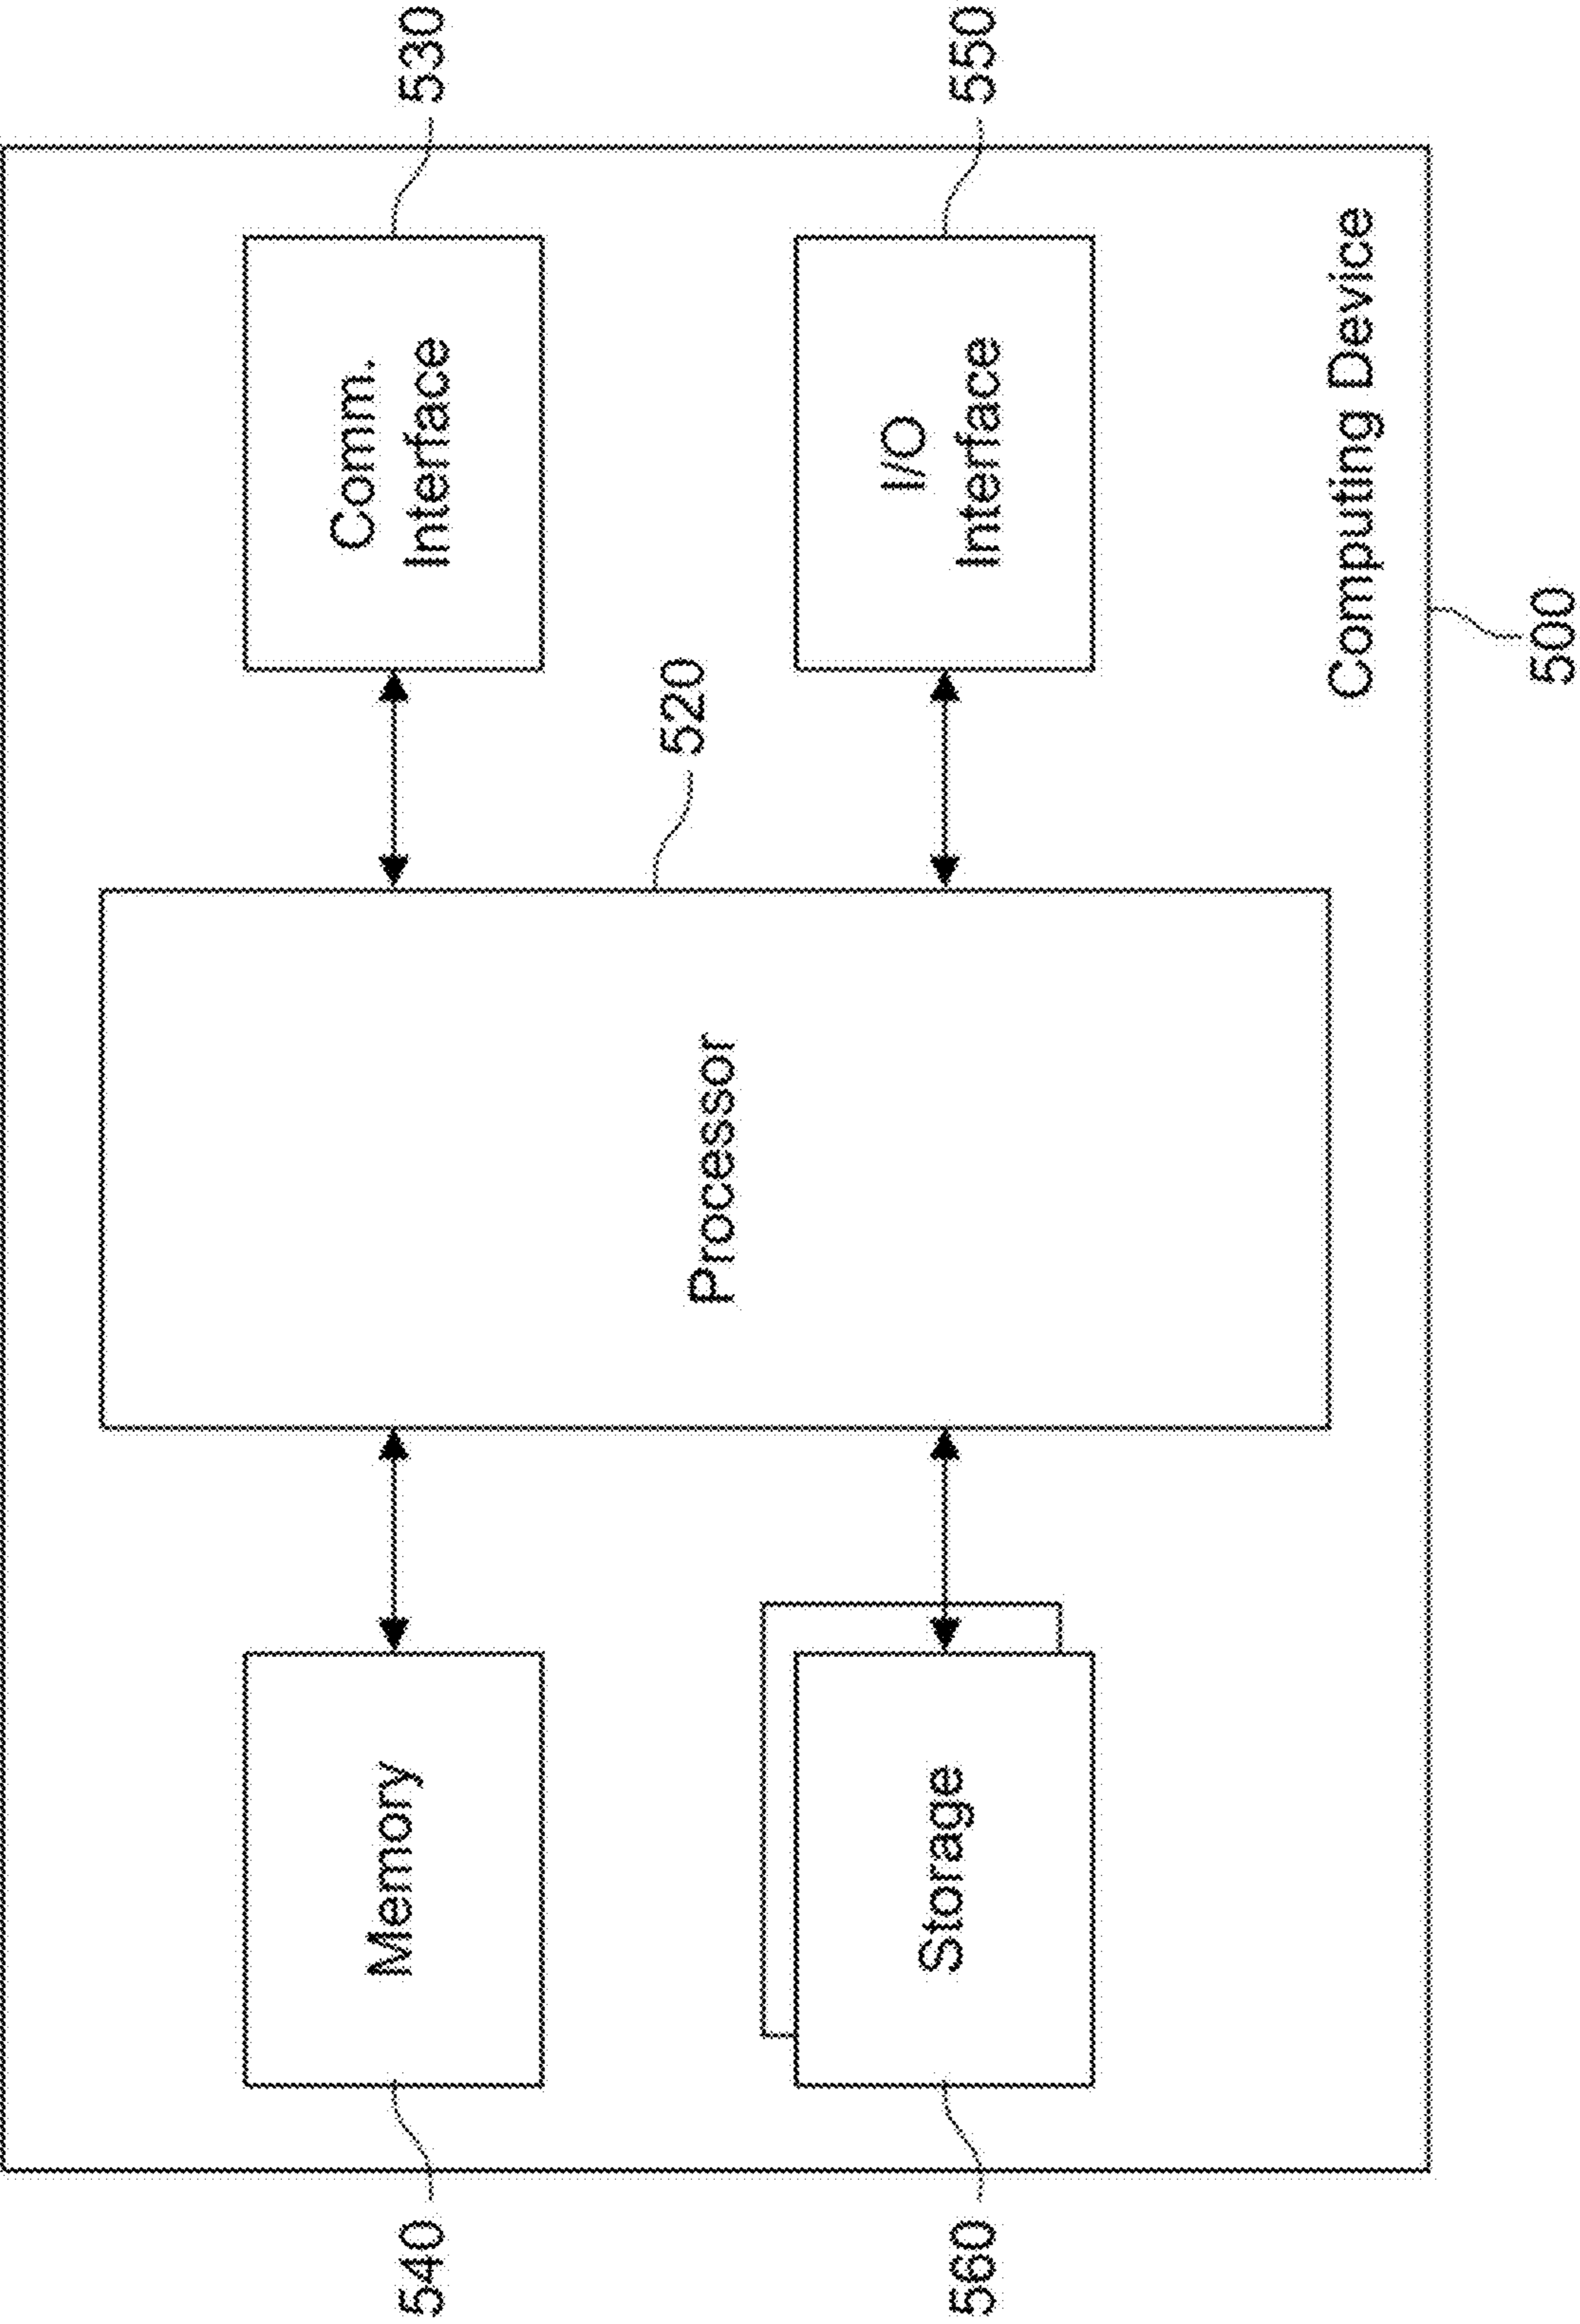 540
Memory
Comm.
Interface
530
520
Processor
560
Storage
I/O
Interface
550
Computing Device
500